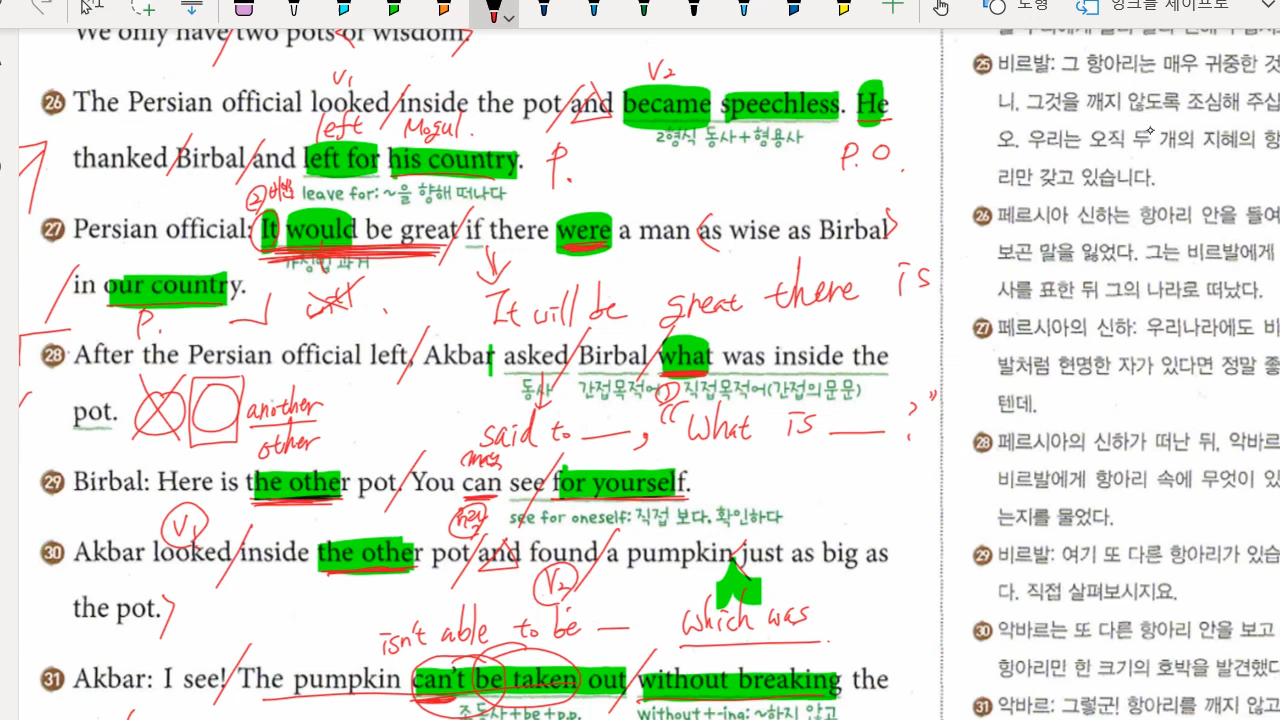 도형
잉크를 셰이프로
We only have two pots of wisdom.
V1
V2
26 The Persian official looked inside the pot and became speechless. He
left Mogul.
2형식 동사+형용사
P. P.O.
thanked Birbal and left for his country.
leave for: ~을 향해 떠나다
27 Persian official: It would be great if there were a man as wise as Birbal
가정법 과거
in our country.
P. will
It will be great there is
28 After the Persian official left, Akbar asked Birbal what was inside the
동사 간접목적어 직접목적어(간접의문문)
pot.
another
other
said to __, "What is __ ?"
29 Birbal: Here is the other pot. You can see for yourself.
may
see for oneself: 직접 보다, 확인하다
V1
30 Akbar looked inside the other pot and found a pumpkin just as big as
V2
the pot.
isn't able to be __ which was
31 Akbar: I see! The pumpkin can't be taken out without breaking the
조동사+be+p.p. without+-ing: ~하지 않고
25 비르발: 그 항아리는 매우 귀중한 것
니, 그것을 깨지 않도록 조심해 주십
오. 우리는 오직 두 개의 지혜의 항
리만 갖고 있습니다.
26 페르시아 신하는 항아리 안을 들여
보곤 말을 잃었다. 그는 비르발에게
사를 표한 뒤 그의 나라로 떠났다.
27 페르시아의 신하: 우리나라에도 비
발처럼 현명한 자가 있다면 정말 좋
텐데.
28 페르시아의 신하가 떠난 뒤, 악바르
비르발에게 항아리 속에 무엇이 있
는지를 물었다.
29 비르발: 여기 또 다른 항아리가 있습
다. 직접 살펴보시지요.
30 악바르는 또 다른 항아리 안을 보고
항아리만 한 크기의 호박을 발견했다
31 악바르: 그렇군! 항아리를 깨지 않고